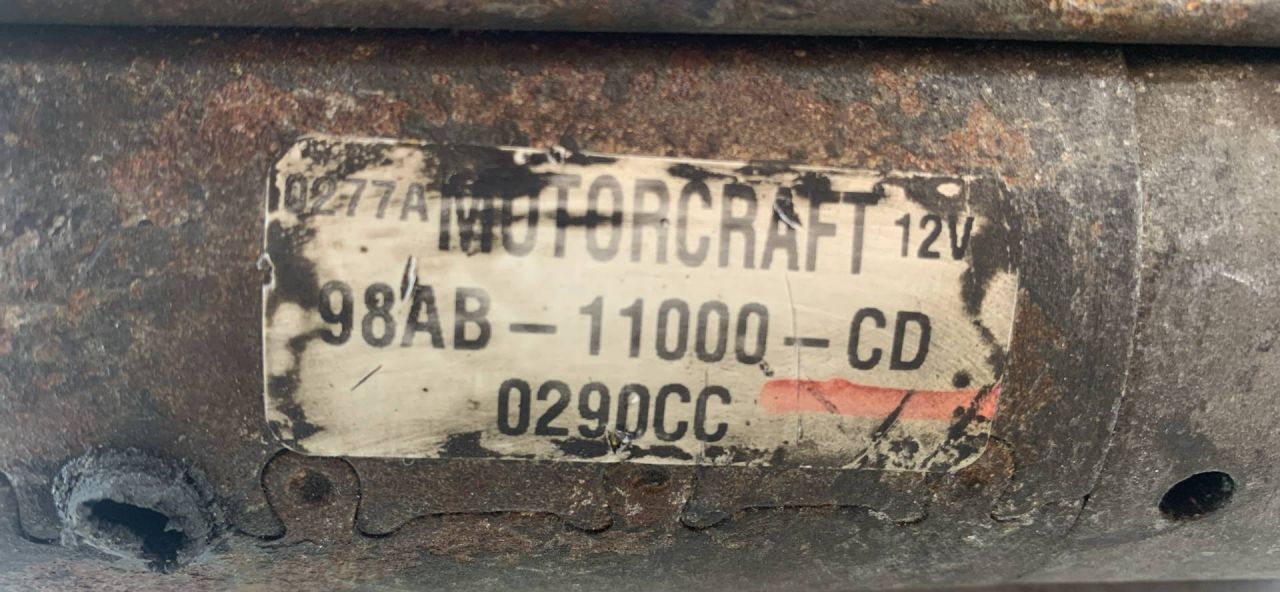 0277A MOTORCRAFT 12V
98AB-11000-CD
0290CC